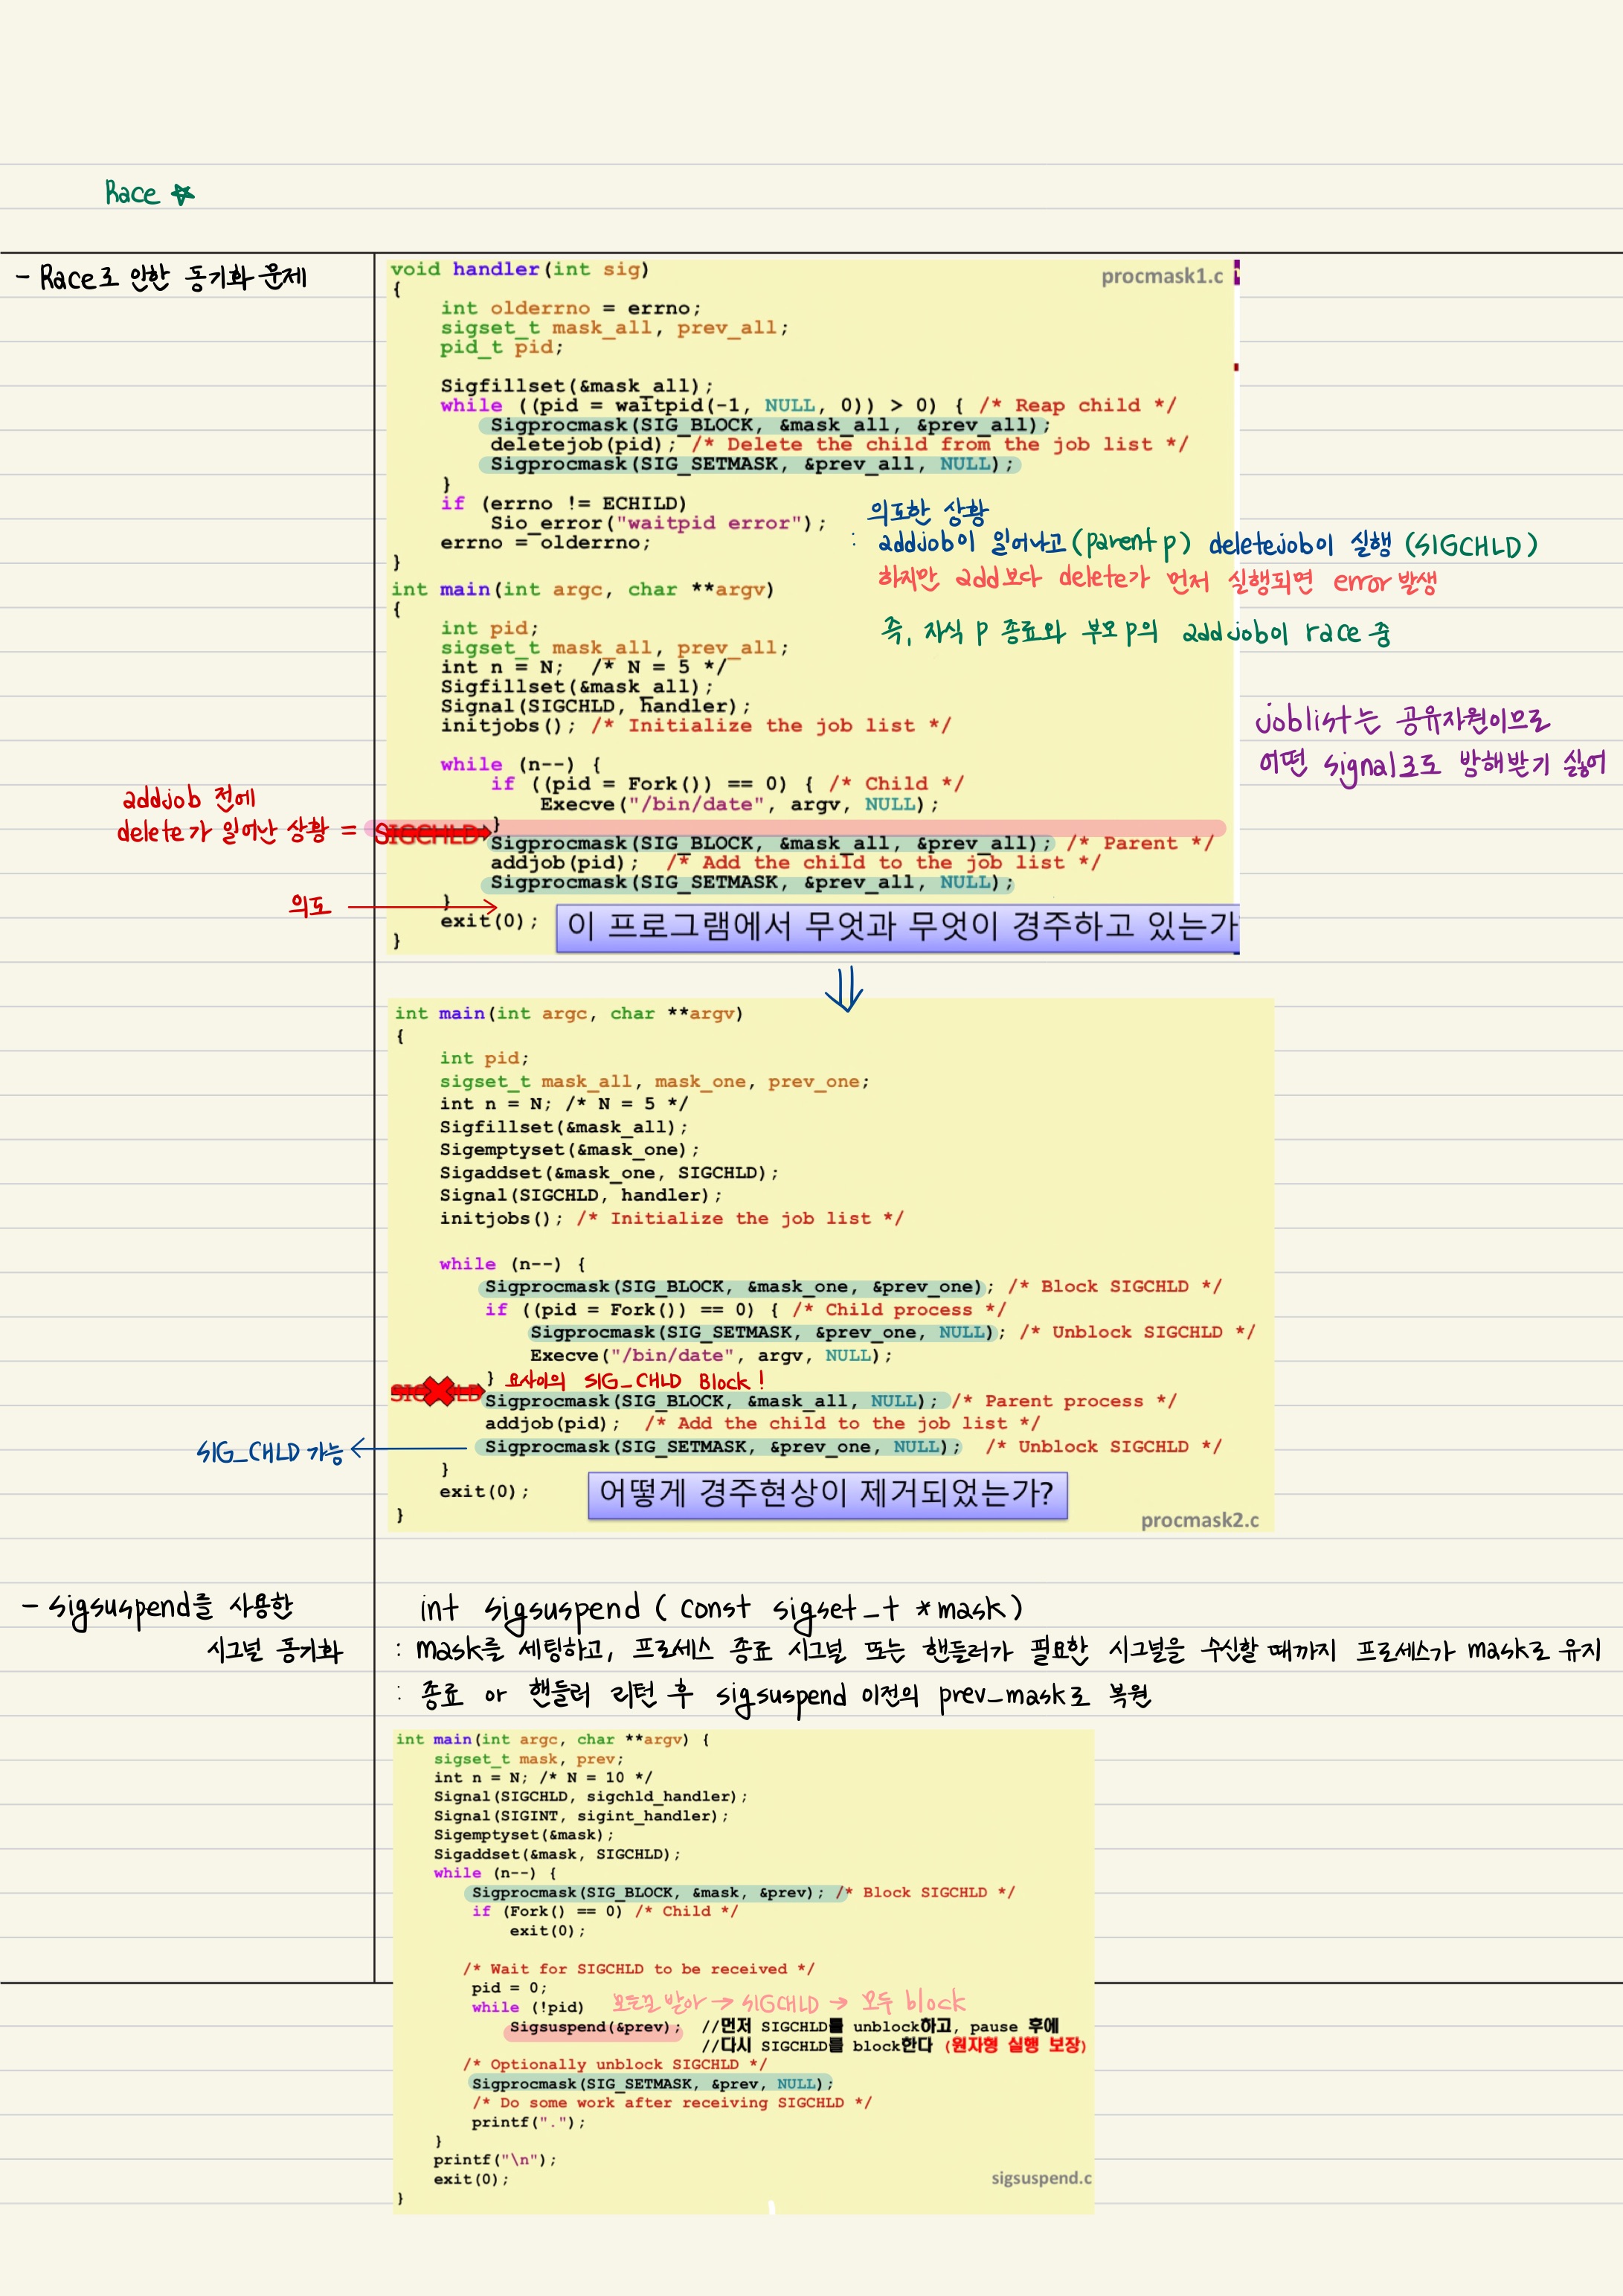 Race ☆
- Race로 인한 동기화 문제
void handler(int sig)
procmask1.c
{
    int olderrno = errno;
    sigset_t mask_all, prev_all;
    pid_t pid;
    Sigfillset(&mask_all);
    while ((pid = waitpid(-1, NULL, 0)) > 0) { /* Reap child */
        Sigprocmask(SIG_BLOCK, &mask_all, &prev_all);
        deletejob(pid); /* Delete the child from the job list */
        Sigprocmask(SIG_SETMASK, &prev_all, NULL);
    }
    if (errno != ECHILD)
        Sio_error("waitpid error");
    errno = olderrno;
}
의도한 상황
: addjob이 일어나고 (parent p) deletejob이 실행 (SIGCHLD)
하지만 add보다 delete가 먼저 실행되면 error 발생
즉, 자식 p 종료와 부모 p의 addjob이 race 중
int main(int argc, char **argv)
{
    int pid;
    sigset_t mask_all, prev_all;
    int n = N;  /* N = 5 */
    Sigfillset(&mask_all);
    Signal(SIGCHLD, handler);
    initjobs(); /* Initialize the job list */
joblist는 공유자원이므로
어떤 signal로도 방해받기 싫어
    while (n--) {
        if ((pid = Fork()) == 0) { /* Child */
            Execve("/bin/date", argv, NULL);
        }
addjob 전에
delete가 일어난 상황 = SIGCHLD
        Sigprocmask(SIG_BLOCK, &mask_all, &prev_all); /* Parent */
        addjob(pid);  /* Add the child to the job list */
        Sigprocmask(SIG_SETMASK, &prev_all, NULL);
    }
의도
    exit(0);
}
이 프로그램에서 무엇과 무엇이 경주하고 있는가
int main(int argc, char **argv)
{
    int pid;
    sigset_t mask_all, mask_one, prev_one;
    int n = N; /* N = 5 */
    Sigfillset(&mask_all);
    Sigemptyset(&mask_one);
    Sigaddset(&mask_one, SIGCHLD);
    Signal(SIGCHLD, handler);
    initjobs(); /* Initialize the job list */
    while (n--) {
        Sigprocmask(SIG_BLOCK, &mask_one, &prev_one); /* Block SIGCHLD */
        if ((pid = Fork()) == 0) { /* Child process */
            Sigprocmask(SIG_SETMASK, &prev_one, NULL); /* Unblock SIGCHLD */
            Execve("/bin/date", argv, NULL);
        } 요사이의 SIG_CHLD Block!
SIGCHLD
        Sigprocmask(SIG_BLOCK, &mask_all, NULL); /* Parent process */
        addjob(pid);  /* Add the child to the job list */
        Sigprocmask(SIG_SETMASK, &prev_one, NULL);  /* Unblock SIGCHLD */
SIG_CHLD 가능
    }
    exit(0);
}
어떻게 경주현상이 제거되었는가?
procmask2.c
- sigsuspend를 사용한
시그널 동기화
int sigsuspend (const sigset_t *mask)
: mask를 세팅하고, 프로세스 종료 시그널 또는 핸들러가 필요한 시그널을 수신할 때까지 프로세스가 mask로 유지
: 종료 or 핸들러 리턴 후 sigsuspend 이전의 prev_mask로 복원
int main(int argc, char **argv) {
    sigset_t mask, prev;
    int n = N; /* N = 10 */
    Signal(SIGCHLD, sigchld_handler);
    Signal(SIGINT, sigint_handler);
    Sigemptyset(&mask);
    Sigaddset(&mask, SIGCHLD);
    while (n--) {
        Sigprocmask(SIG_BLOCK, &mask, &prev); /* Block SIGCHLD */
        if (Fork() == 0) /* Child */
            exit(0);
        /* Wait for SIGCHLD to be received */
        pid = 0;
        while (!pid) 받아 → SIGCHLD → 모두 block
            Sigsuspend(&prev);  //먼저 SIGCHLD를 unblock하고, pause 후에
                                //다시 SIGCHLD를 block한다 (원자형 실행 보장)
        /* Optionally unblock SIGCHLD */
        Sigprocmask(SIG_SETMASK, &prev, NULL);
        /* Do some work after receiving SIGCHLD */
        printf(".");
    }
    printf("\n");
    exit(0);
}
sigsuspend.c